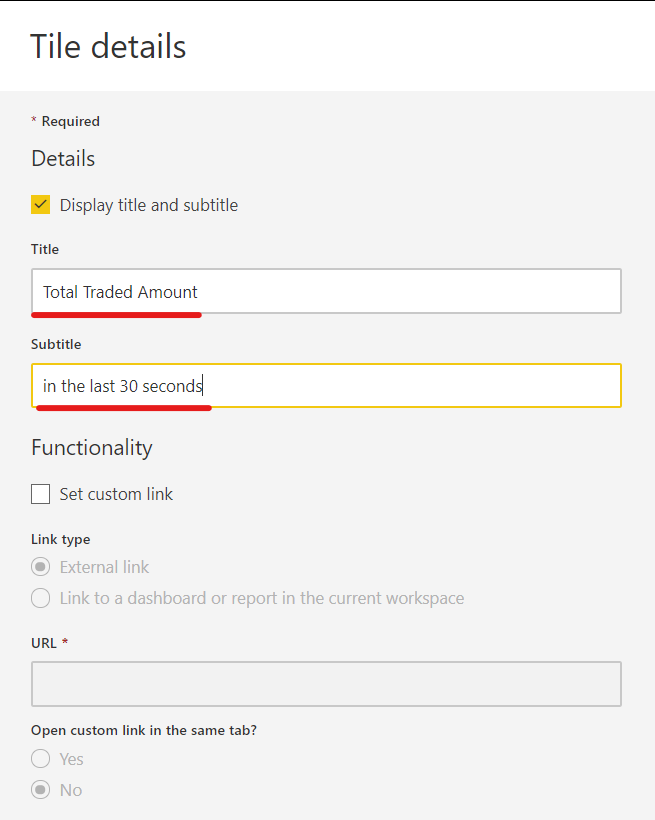 Tile details
* Required
Details
Display title and subtitle
Title
Total Traded Amount
Subtitle
in the last 30 seconds
Functionality
Set custom link
Link type
External link
Link to a dashboard or report in the current workspace
URL *
Open custom link in the same tab?
Yes
No